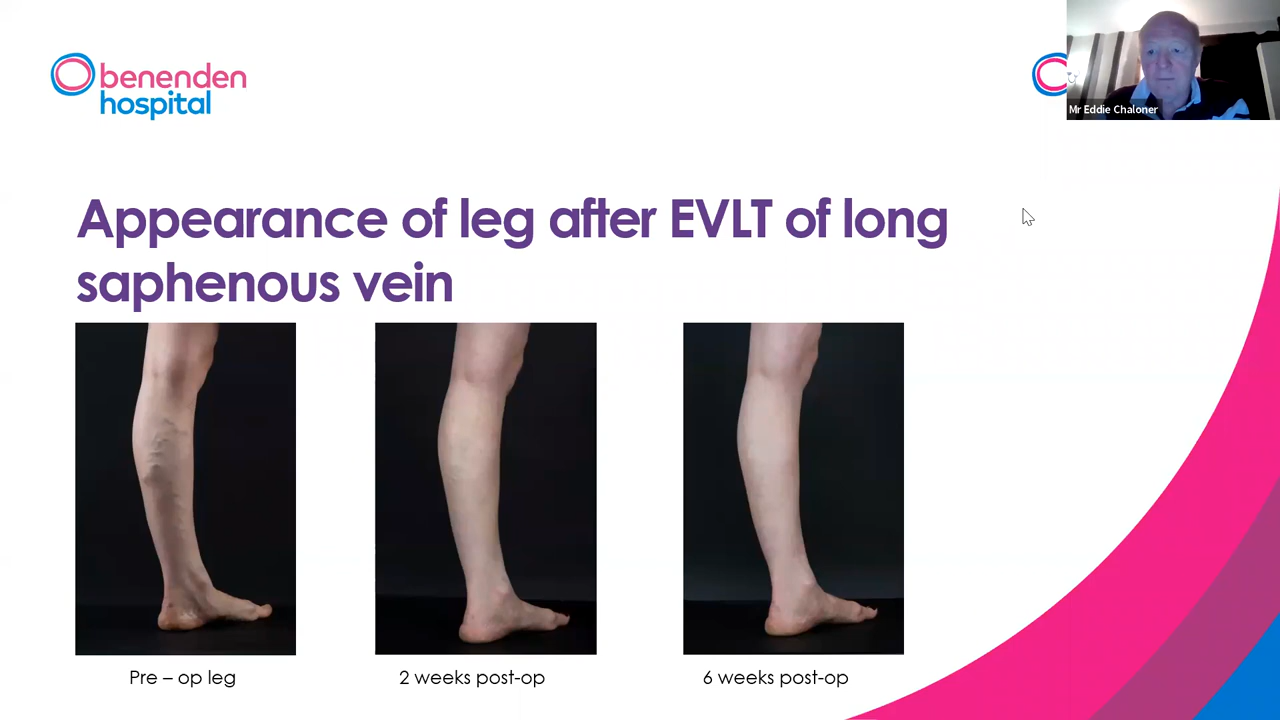 benenden
hospital
Mr Eddie Chaloner
Appearance of leg after EVLT of long
saphenous vein
Pre – op leg
2 weeks post-op
6 weeks post-op